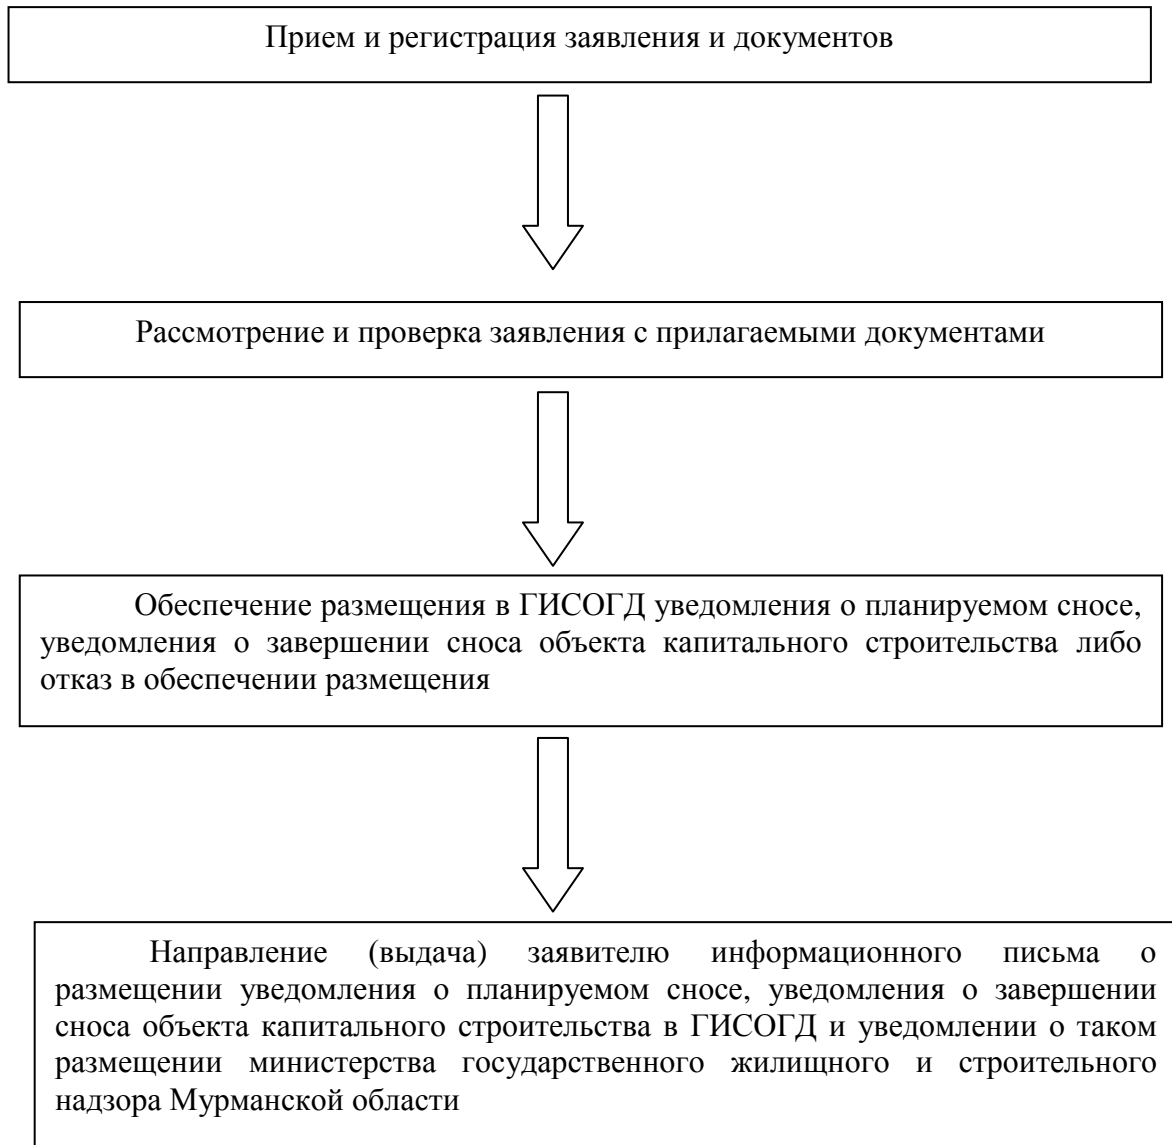 Прием и регистрация заявления и документов
Рассмотрение и проверка заявления с прилагаемыми документами
Обеспечение размещения в ГИСОГД уведомления о планируемом сносе,
уведомления о завершении сноса объекта капитального строительства либо
отказ в обеспечении размещения
Направление (выдача) заявителю информационного письма о
размещении уведомления о планируемом сносе, уведомления о завершении
сноса объекта капитального строительства в ГИСОГД и уведомлении о таком
размещении министерства государственного жилищного и строительного
надзора Мурманской области